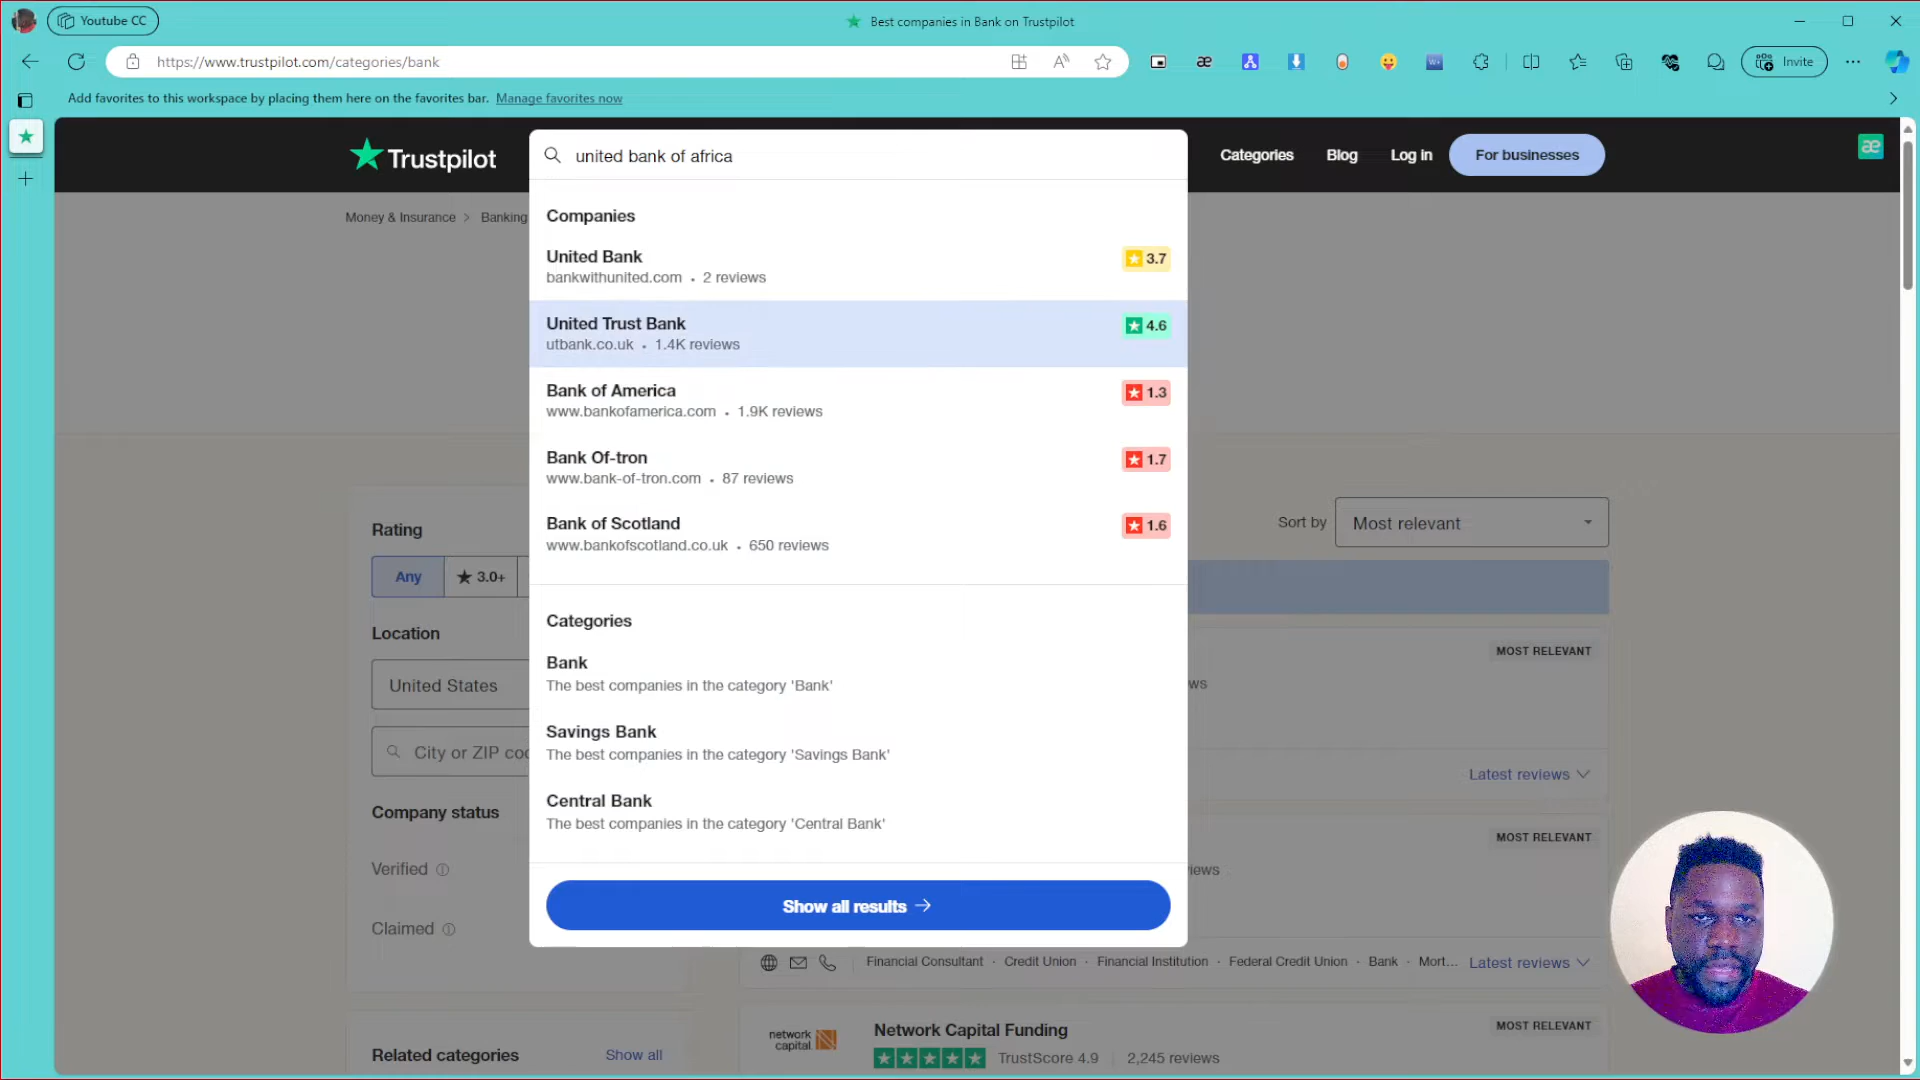 Youtube CC
Best companies in Bank on Trustpilot
https://www.trustpilot.com/categories/bank
Invite
Add favorites to this workspace by placing them here on the favorites bar. Manage favorites now
Trustpilot
united bank of africa
Categories
Blog
Log in
For businesses
æ
Money & Insurance > Banking
Companies
United Bank
3.7
bankwithunited.com • 2 reviews
United Trust Bank
4.6
utbank.co.uk • 1.4K reviews
Bank of America
1.3
www.bankofamerica.com • 1.9K reviews
Bank Of-tron
1.7
www.bank-of-tron.com • 87 reviews
Bank of Scotland
1.6
www.bankofscotland.co.uk • 650 reviews
Categories
Bank
The best companies in the category 'Bank'
Savings Bank
The best companies in the category 'Savings Bank'
Central Bank
The best companies in the category 'Central Bank'
Show all results
Rating
Any
3.0+
Location
United States
City or ZIP co
Company status
Verified
Claimed
Related categories
Show all
Sort by
Most relevant
MOST RELEVANT
ws
Latest reviews
MOST RELEVANT
iews
Financial Consultant · Credit Union · Financial Institution · Federal Credit Union · Bank · Mort...
Latest reviews
network
capital
Network Capital Funding
MOST RELEVANT
TrustScore 4.9 | 2,245 reviews